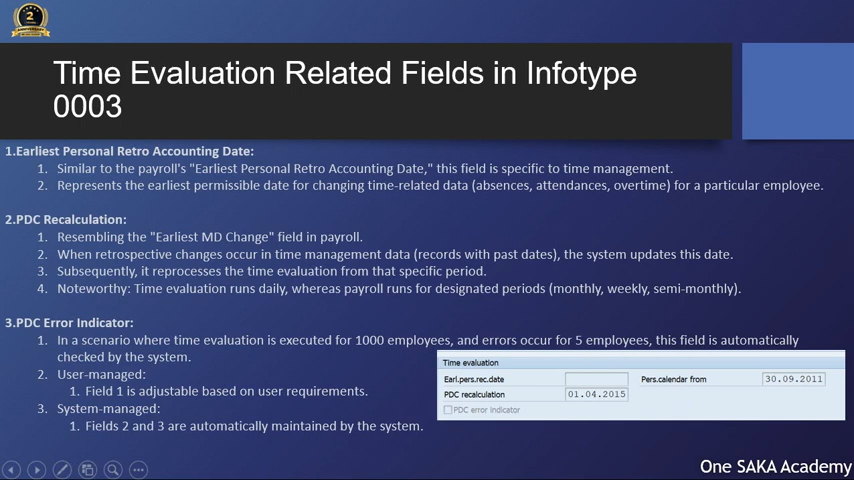 2
ANNIVERSARY
Time Evaluation Related Fields in Infotype
0003
1.Earliest Personal Retro Accounting Date:
1. Similar to the payroll's "Earliest Personal Retro Accounting Date," this field is specific to time management.
2. Represents the earliest permissible date for changing time-related data (absences, attendances, overtime) for a particular employee.
2.PDC Recalculation:
1. Resembling the "Earliest MD Change" field in payroll.
2. When retrospective changes occur in time management data (records with past dates), the system updates this date.
3. Subsequently, it reprocesses the time evaluation from that specific period.
4. Noteworthy: Time evaluation runs daily, whereas payroll runs for designated periods (monthly, weekly, semi-monthly).
3.PDC Error Indicator:
1. In a scenario where time evaluation is executed for 1000 employees, and errors occur for 5 employees, this field is automatically
checked by the system.
2. User-managed:
1. Field 1 is adjustable based on user requirements.
3. System-managed:
1. Fields 2 and 3 are automatically maintained by the system.
Time evaluation
Earl.pers.rec.date Pers.calendar from 30.09.2011
PDC recalculation 01.04.2015
PDC error indicator
One SAKA Academy